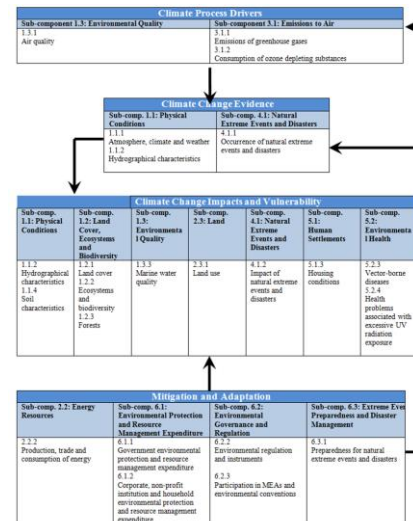 Climate Process Drivers
Sub-component 1.3: Environmental Quality
1.3.1
Air quality
Sub-component 3.1: Emissions to Air
3.1.1
Emissions of greenhouse gases
3.1.2
Consumption of ozone depleting substances
Climate Change Evidence
Sub-comp. 1.1: Physical
Conditions
1.1.1
Atmosphere, climate and weather
1.1.2
Hydrographical characteristics
Sub-comp. 4.1: Natural
Extreme Events and Disasters
4.1.1
Occurrence of natural extreme
events and disasters
Climate Change Impacts and Vulnerability
Sub-comp.
1.1: Physical
Conditions
1.1.2
Hydrographical
characteristics
1.1.4
Soil
characteristics
Sub-comp.
1.2: Land
Cover,
Ecosystems
and
Biodiversity
1.2.1
Land cover
1.2.2
Ecosystems
and
biodiversity
1.2.3
Forests
Sub-comp.
1.3:
Environmenta
l Quality
1.3.3
Marine water
quality
Sub-comp.
2.3: Land
2.3.1
Land use
Sub-comp.
4.1: Natural
Extreme
Events and
Disasters
4.1.2
Impact of
natural extreme
events and
disasters
Sub-comp.
5.1:
Human
Settlements
5.1.3
Housing
conditions
Sub-comp.
5.2:
Environmenta
l Health
5.2.3
Vector-borne
diseases
5.2.4
Health
problems
associated with
excessive UV
radiation
exposure
Mitigation and Adaptation
Sub-comp. 2.2: Energy
Resources
2.2.2
Production, trade and
consumption of energy
Sub-comp. 6.1:
Environmental Protection
and Resource
Management Expenditure
6.1.1
Government environmental
protection and resource
management expenditure
6.1.2
Corporate, non-profit
institution and household
environmental protection
and resource management
expenditure
Sub-comp. 6.2:
Environmental
Governance and
Regulation
6.2.2
Environmental regulation
and instruments
6.2.3
Participation in MEAs and
environmental conventions
Sub-comp. 6.3: Extreme Even
Preparedness and Disaster
Management
6.3.1
Preparedness for natural
extreme events and disasters